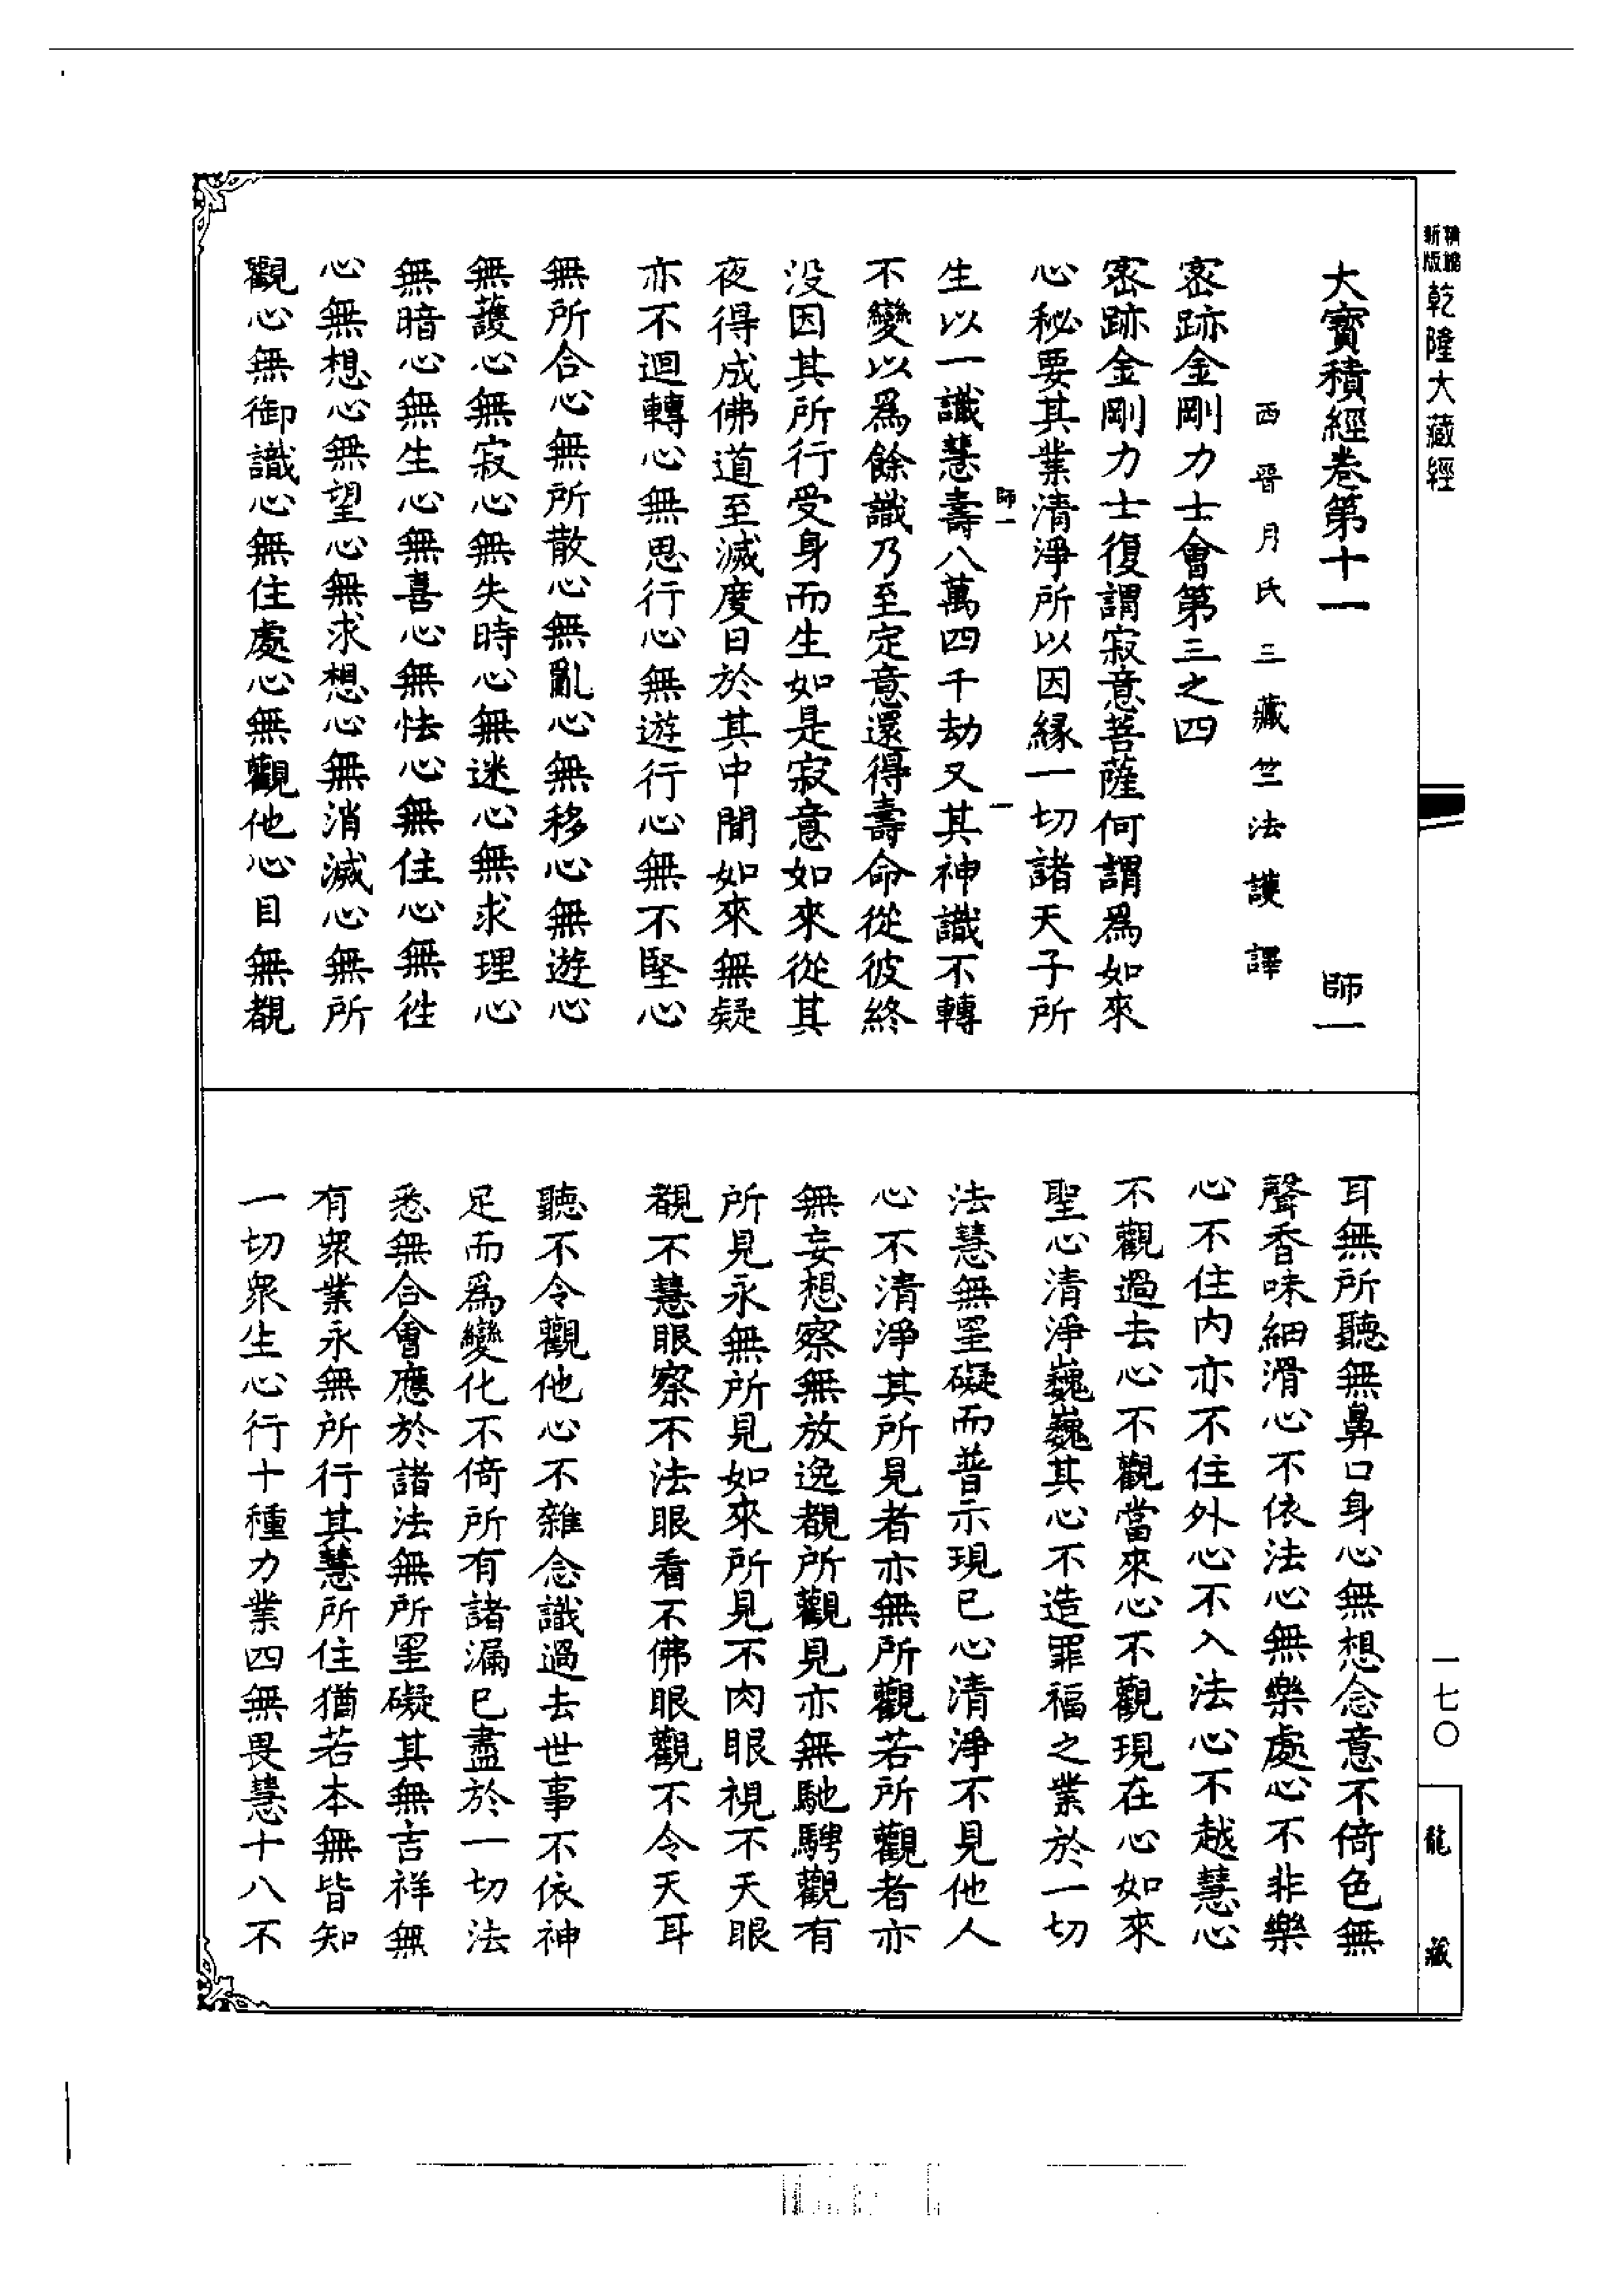 新編縮版
乾隆大藏經
大寶積經卷第十一 師一
西晉月氏三藏竺法護譯
密跡金剛力士會第三之四
密跡金剛力士復謂寂意菩薩何謂爲如來
心秘要其業清淨所以因緣一切諸天子所
師一 一
生以一識慧壽八萬四千劫又其神識不轉
不變以爲餘識乃至定意還得壽命從彼終
没因其所行受身而生如是寂意如來從其
夜得成佛道至滅度日於其中間如來無疑
亦不迴轉心無思行心無遊行心無不堅心
無所合心無所散心無亂心無移心無遊心
無護心無寂心無失時心無迷心無求理心
無暗心無生心無喜心無怯心無住心無往
心無想心無望心無求想心無消滅心無所
觀心無御識心無住處心無觀他心目無覩
耳無所聽無鼻口身心無想念意不倚色無
聲香味細滑心不依法心無樂處心不非樂
心不住内亦不住外心不入法心不越慧心
不觀過去心不觀當來心不觀現在心如來
聖心清淨巍巍其心不造罪福之業於一切
法慧無罣礙而普示現已心清淨不見他人
心不清淨其所見者亦無所觀若所觀者亦
無妄想察無放逸覩所觀見亦無馳騁觀有
所見永無所見如來所見不肉眼視不天眼
覩不慧眼察不法眼看不佛眼觀不令天耳
聽不令觀他心不雜念識過去世事不依神
足而爲變化不倚所有諸漏已盡於一切法
悉無合會應於諸法無所罣礙其無吉祥無
有衆業永無所行其慧所住猶若本無皆知
一切衆生心行十種力業四無畏慧十八不
一七〇
龍藏